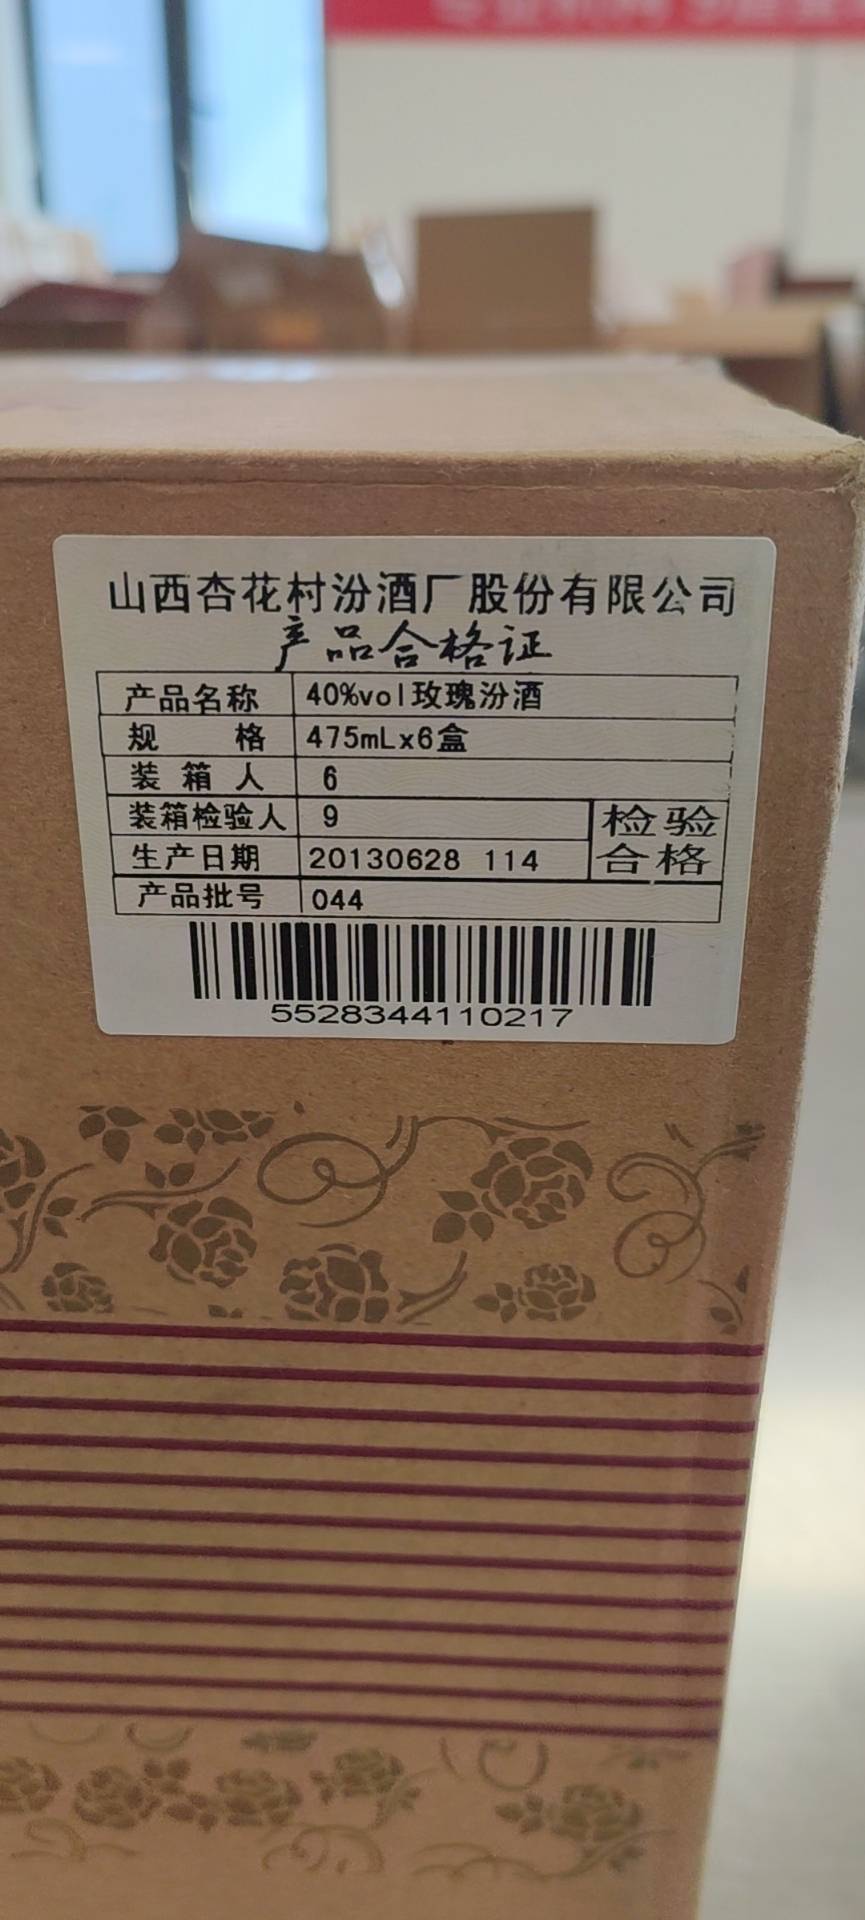 山西杏花村汾酒厂股份有限公司
产品合格证
产品名称 40%vol玫瑰汾酒
规 格 475mLx6盒
装 箱 人 6
装箱检验人 9
检验
生产日期 20130628 114
合格
产品批号 044
5528344110217